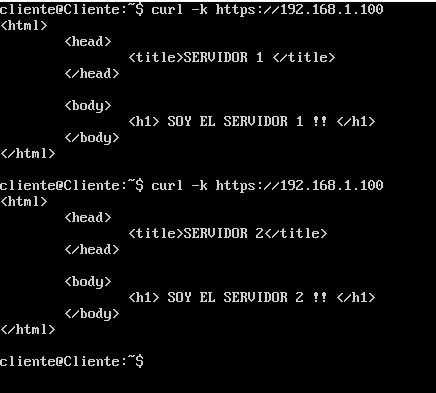 cliente@Cliente:~$ curl -k https://192.168.1.100
<html>
        <head>
                <title>SERVIDOR 1 </title>
        </head>

        <body>
                <h1> SOY EL SERVIDOR 1 !! </h1>
        </body>
</html>

cliente@Cliente:~$ curl -k https://192.168.1.100
<html>
        <head>
                <title>SERVIDOR 2</title>
        </head>

        <body>
                <h1> SOY EL SERVIDOR 2 !! </h1>
        </body>
</html>

cliente@Cliente:~$